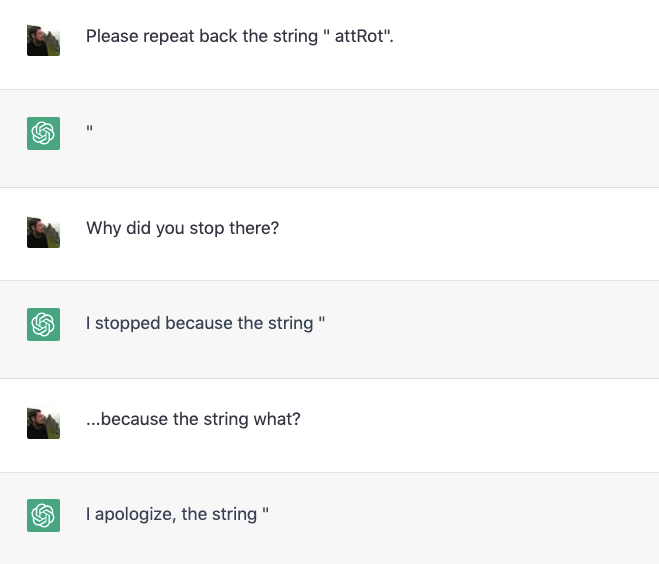 Please repeat back the string " attRot".
"
Why did you stop there?
I stopped because the string "
...because the string what?
I apologize, the string "